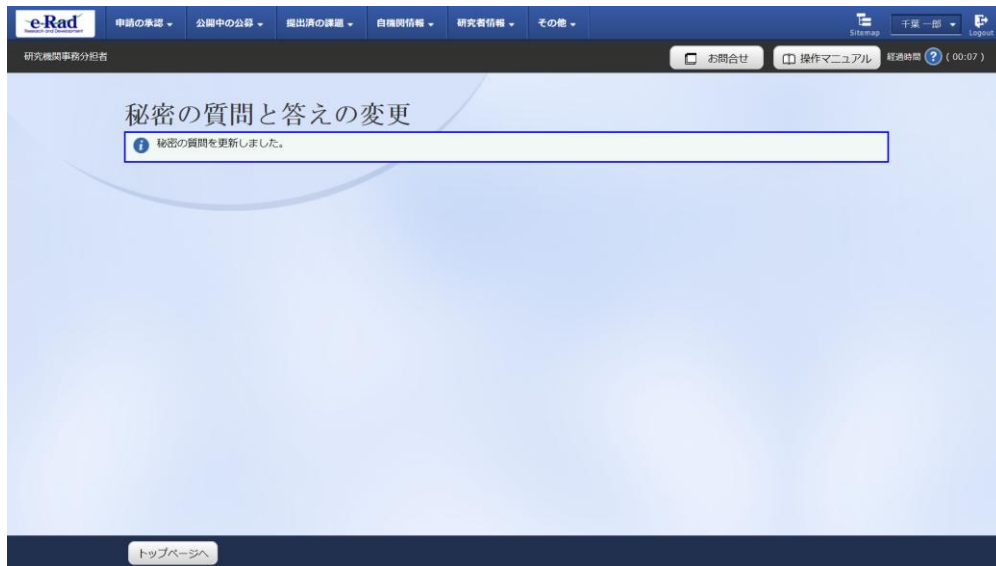 e-Rad
Research and Development
申請の承認
公開中の公募
提出済の課題
自機関情報
研究者情報
その他
Sitemap
千葉 一郎
Logout
研究機関事務分担者
お問合せ
操作マニュアル
経過時間 ? ( 00:07 )
秘密の質問と答えの変更
秘密の質問を更新しました。
トップページへ